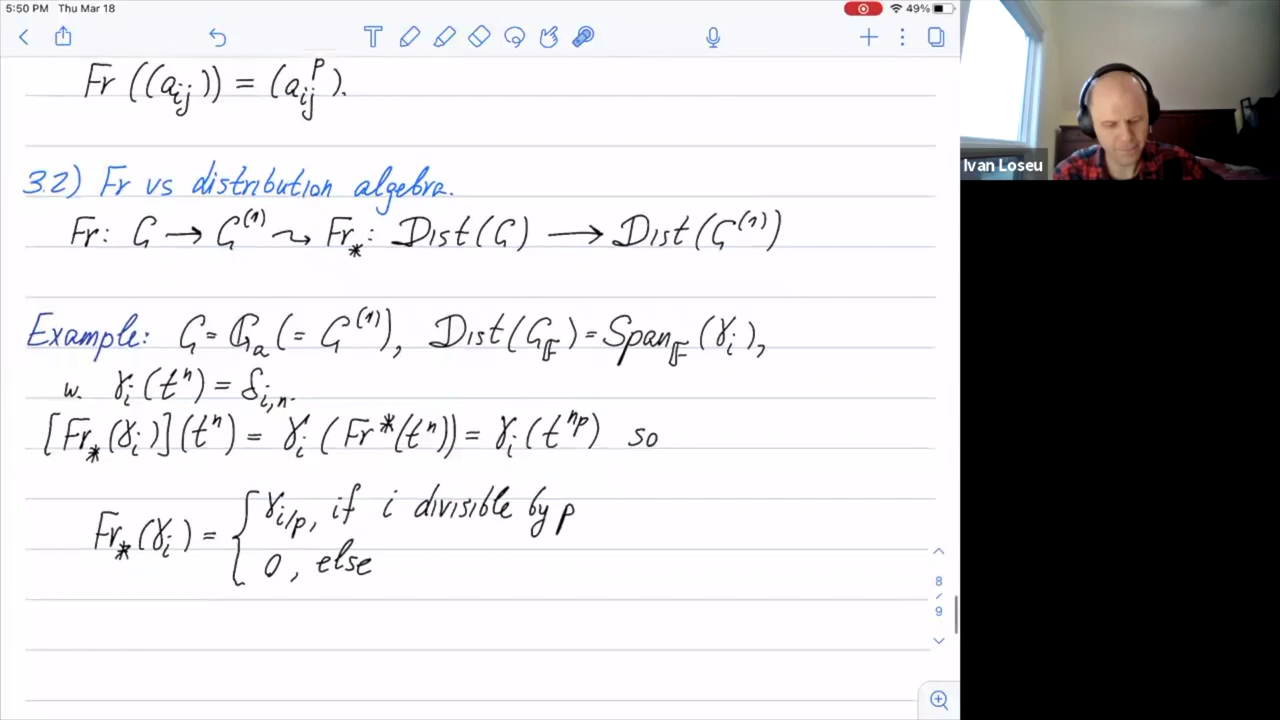 5:50 PM Thu Mar 18
49%
Fr ((a_ij)) = (a_ij^p).
3.2) Fr vs distribution algebra.
Fr: G → G^(1) ⤳ Fr_*: Dist(G) → Dist(G^(1))
Example: G = 𝔾_a (= G^(1)), Dist(G_𝔽) = Span_𝔽(γ_i),
w. γ_i(t^n) = δ_{i,n}.
[Fr_*(γ_i)](t^n) = γ_i(Fr^*(t^n)) = γ_i(t^{np}) so
Fr_*(γ_i) = { γ_{i/p}, if i divisible by p
0, else
Ivan Loseu
8
/
9